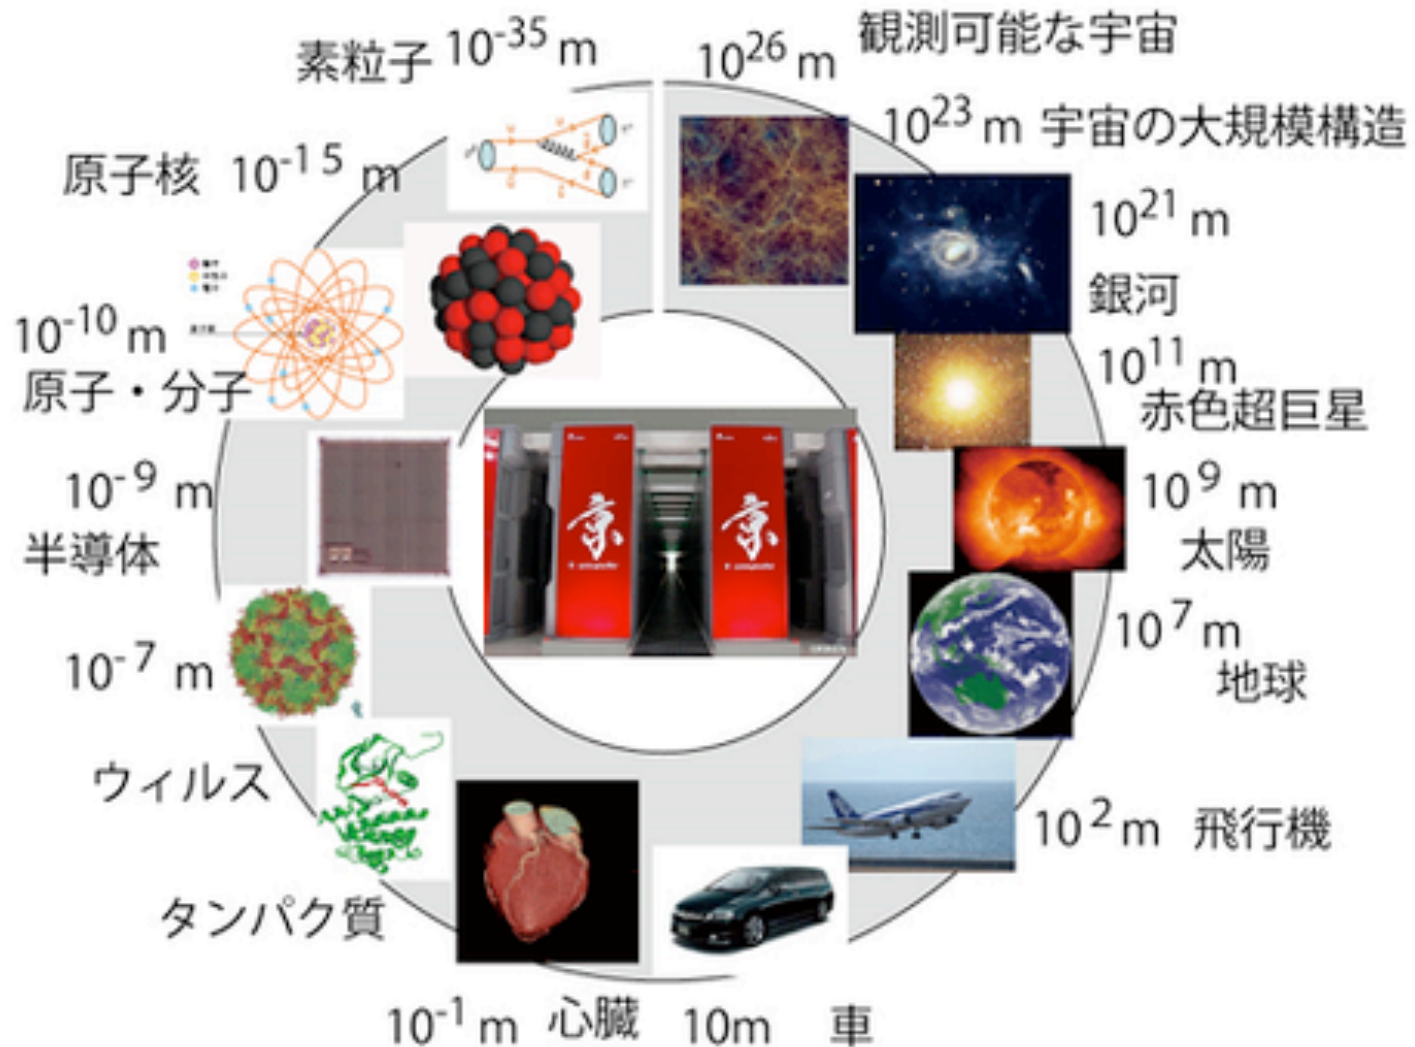 素粒子 10-35 m
1026 m 観測可能な宇宙
1023 m 宇宙の大規模構造
原子核 10-15 m
1021 m
銀河
10-10 m
原子・分子
1011 m
赤色超巨星
10-9 m
半導体
109 m
太陽
京
京
10-7 m
ウィルス
107 m
地球
タンパク質
102 m 飛行機
10-1 m 心臓
10m 車